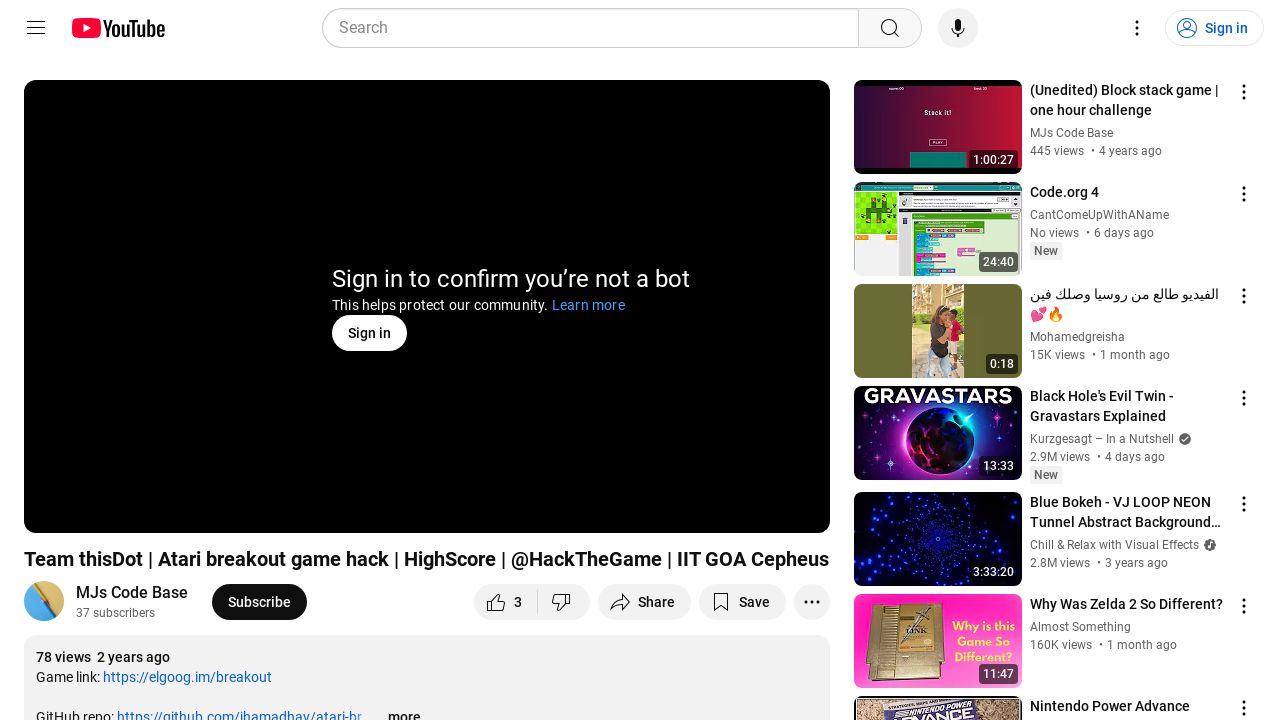 YouTube
Search
Sign in
Sign in to confirm you’re not a bot
This helps protect our community. Learn more
Sign in
Team thisDot | Atari breakout game hack | HighScore | @HackTheGame | IIT GOA Cepheus
MJs Code Base
37 subscribers
Subscribe
3
Share
Save
78 views 2 years ago
Game link: https://elgoog.im/breakout
GitHub repo: https://github.com/jhamadhav/atari-br...
...more
Stack it!
PLAY
1:00:27
(Unedited) Block stack game |
one hour challenge
MJs Code Base
445 views • 4 years ago
24:40
Code.org 4
CantComeUpWithAName
No views • 6 days ago
New
0:18
الفيديو طالع من روسيا وصلك فين
💕🔥
Mohamedgreisha
15K views • 1 month ago
GRAVASTARS
13:33
Black Hole's Evil Twin -
Gravastars Explained
Kurzgesagt – In a Nutshell
2.9M views • 4 days ago
New
3:33:20
Blue Bokeh - VJ LOOP NEON
Tunnel Abstract Background…
Chill & Relax with Visual Effects
2.8M views • 3 years ago
LINK
Why is this
Game So
Different?
11:47
Why Was Zelda 2 So Different?
Almost Something
160K views • 1 month ago
NINTENDO POWER
ADVANCE
Nintendo Power Advance